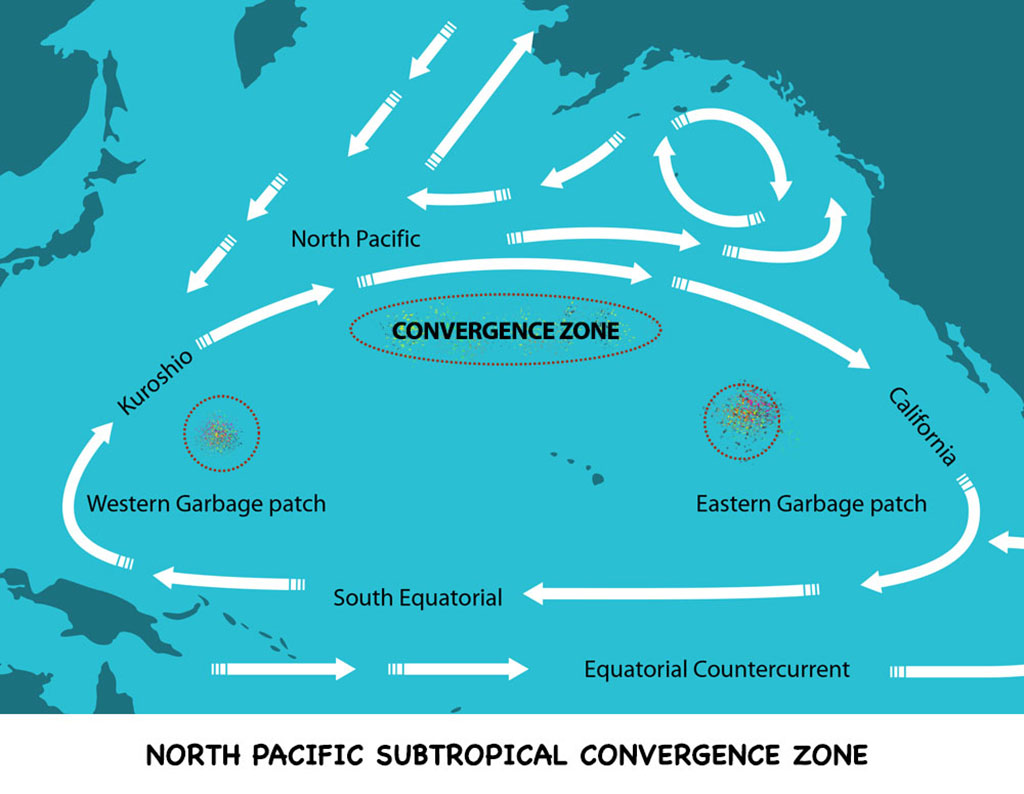 North Pacific
CONVERGENCE ZONE
Kuroshio
California
Western Garbage patch
Eastern Garbage patch
South Equatorial
Equatorial Countercurrent
NORTH PACIFIC SUBTROPICAL CONVERGENCE ZONE